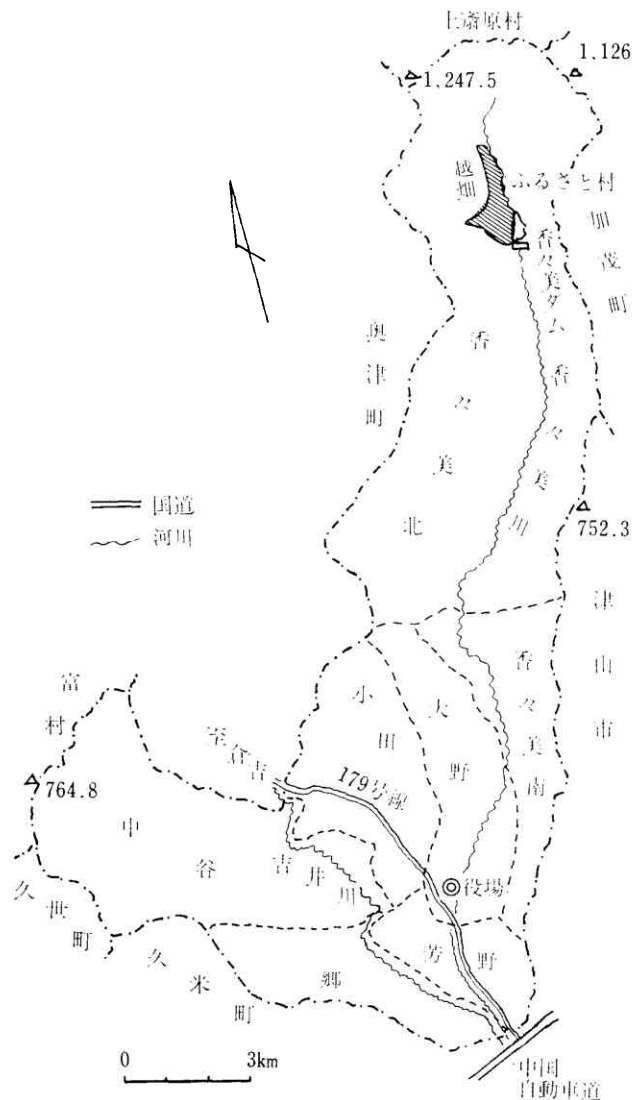 上斎原村
1,126
1,247.5
越畑
ふるさと村
加茂町
香々美ダム
奥津町
香々美北
香々美川
国道
河川
752.3
津山市
富村
小田
大野
香々美南
至倉吉
179号線
764.8
中谷
吉井川
役場
久世町
久米町
郷
芳野
0 3km
中国
自動車道